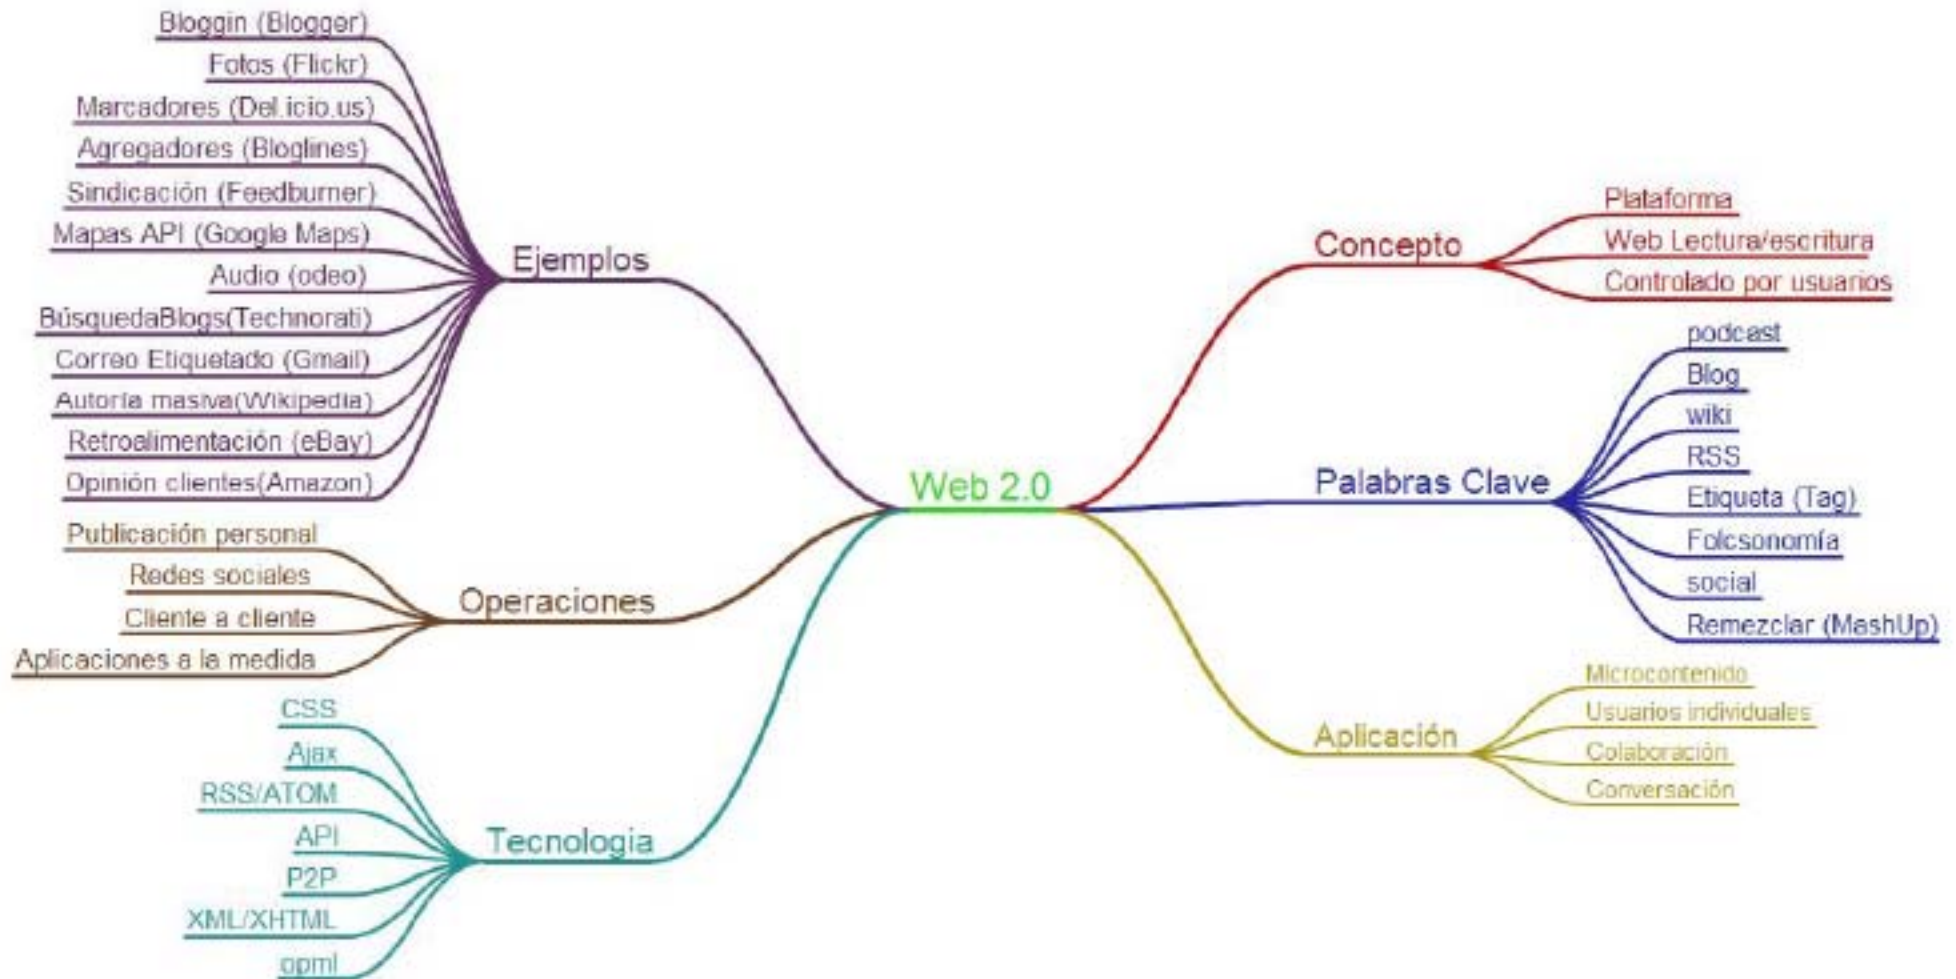 Bloggin (Blogger)
Fotos (Flickr)
Marcadores (Del.icio.us)
Agregadores (Bloglines)
Sindicación (Feedburner)
Mapas API (Google Maps)
Audio (odeo)
BúsquedaBlogs(Technorati)
Correo Etiquetado (Gmail)
Autoría masiva(Wikipedia)
Retroalimentación (eBay)
Opinión clientes(Amazon)
Ejemplos
Publicación personal
Redes sociales
Cliente a cliente
Aplicaciones a la medida
Operaciones
CSS
Ajax
RSS/ATOM
API
P2P
XML/XHTML
opml
Tecnologia
Web 2.0
Concepto
Plataforma
Web Lectura/escritura
Controlado por usuarios
Palabras Clave
podcast
Blog
wiki
RSS
Etiqueta (Tag)
Folcsonomía
social
Remezclar (MashUp)
Aplicación
Microcontenido
Usuarios individuales
Colaboración
Conversación